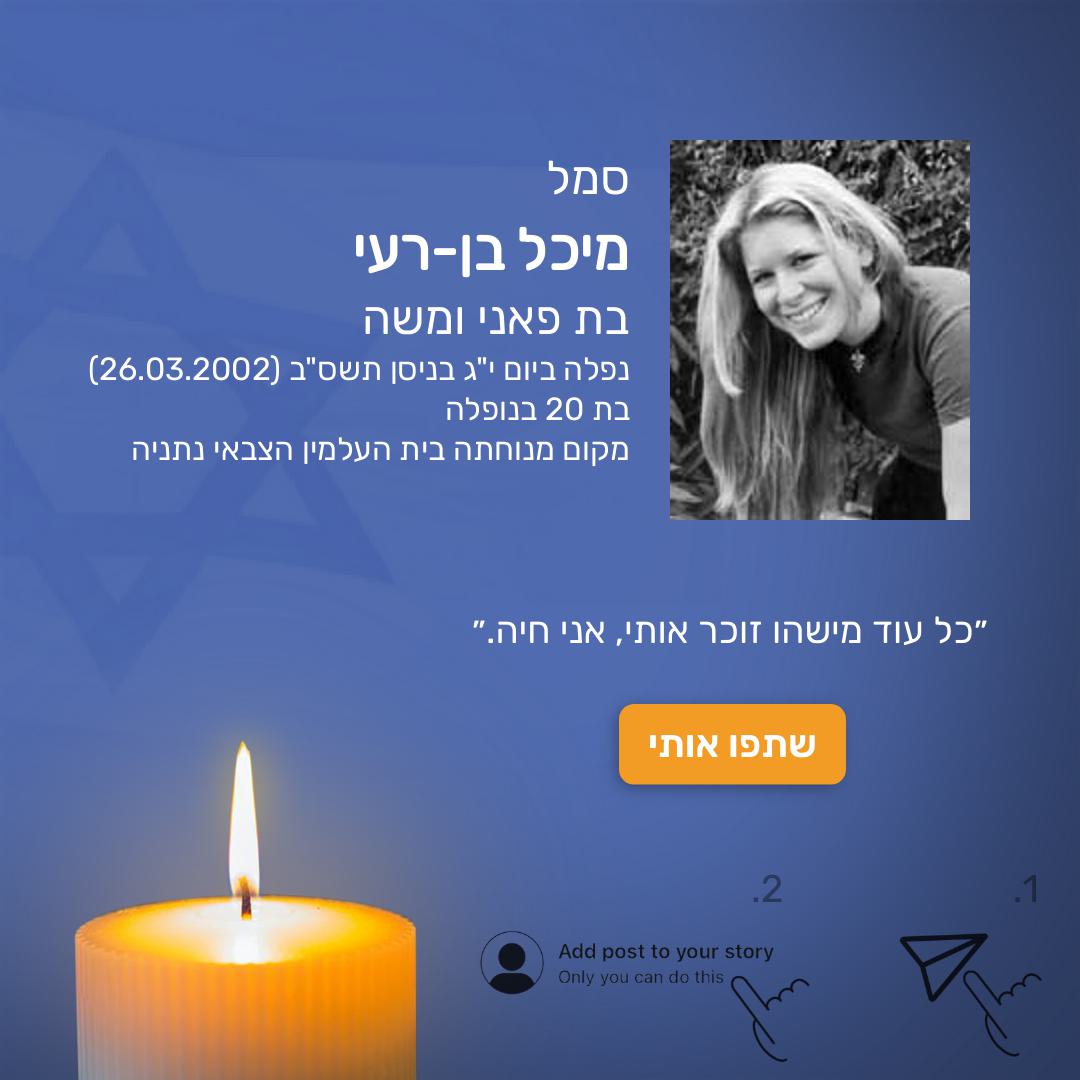 סמל
מיכל בן-רעי
בת פאני ומשה
נפלה ביום י"ג בניסן תשס"ב (26.03.2002)
בת 20 בנופלה
מקום מנוחתה בית העלמין הצבאי נתניה
״כל עוד מישהו זוכר אותי, אני חיה.״
שתפו אותי
1.
2.
Add post to your story
Only you can do this